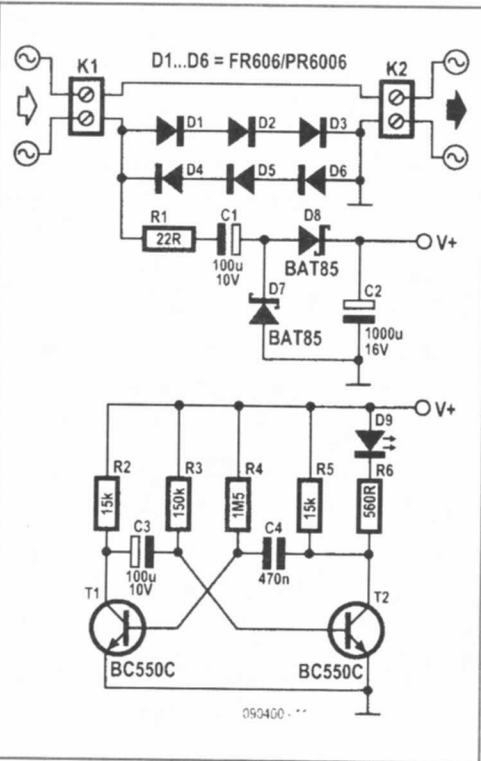 D1...D6 = FR606/PR6006
K1
K2
D1
D2
D3
D4
D5
D6
R1
22R
C1
100u
10V
D8
BAT85
V+
D7
BAT85
C2
1000u
16V
V+
D9
R2
15k
R3
150k
R4
1M5
R5
15k
R6
560R
C3
100u
10V
C4
470n
T1
T2
BC550C
BC550C
090400 -